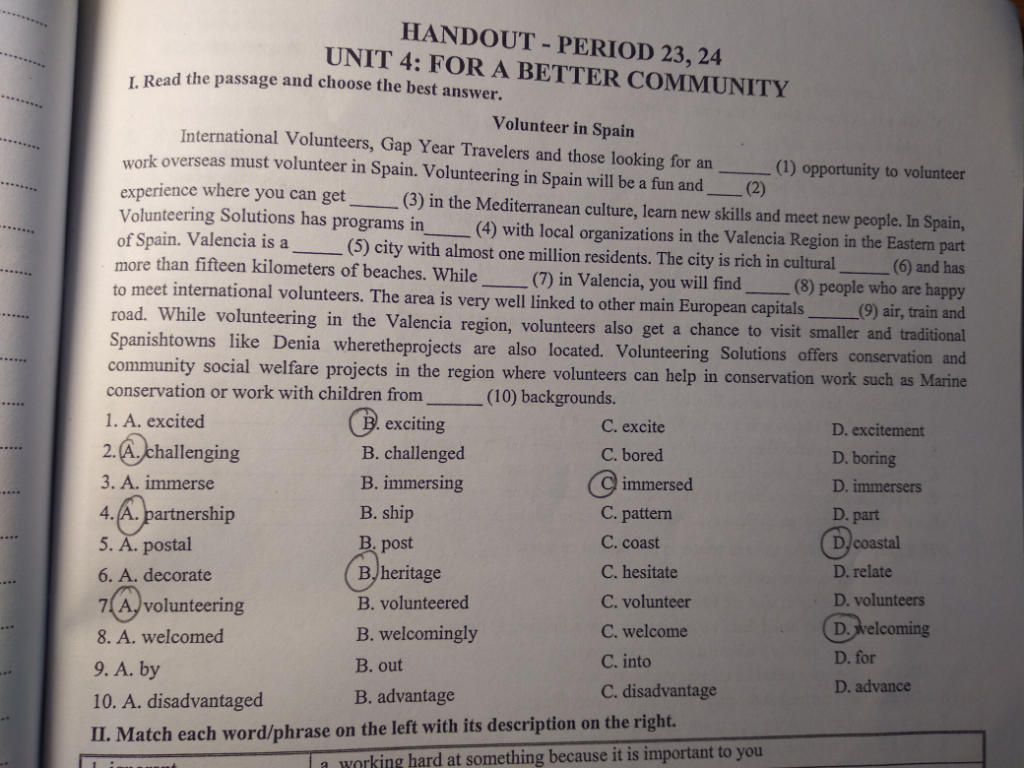 HANDOUT - PERIOD 23, 24
UNIT 4: FOR A BETTER COMMUNITY
I. Read the passage and choose the best answer.
Volunteer in Spain
International Volunteers, Gap Year Travelers and those looking for an ______ (1) opportunity to volunteer
work overseas must volunteer in Spain. Volunteering in Spain will be a fun and ____ (2)
experience where you can get ______ (3) in the Mediterranean culture, learn new skills and meet new people. In Spain,
Volunteering Solutions has programs in______ (4) with local organizations in the Valencia Region in the Eastern part
of Spain. Valencia is a ______ (5) city with almost one million residents. The city is rich in cultural ______ (6) and has
more than fifteen kilometers of beaches. While ______ (7) in Valencia, you will find ______ (8) people who are happy
to meet international volunteers. The area is very well linked to other main European capitals ______(9) air, train and
road. While volunteering in the Valencia region, volunteers also get a chance to visit smaller and traditional
Spanishtowns like Denia wheretheprojects are also located. Volunteering Solutions offers conservation and
community social welfare projects in the region where volunteers can help in conservation work such as Marine
conservation or work with children from ______ (10) backgrounds.
1. A. excited B. exciting C. excite D. excitement
2. A. challenging B. challenged C. bored D. boring
3. A. immerse B. immersing C immersed D. immersers
4. A. partnership B. ship C. pattern D. part
5. A. postal B. post C. coast D. coastal
6. A. decorate B. heritage C. hesitate D. relate
7. A. volunteering B. volunteered C. volunteer D. volunteers
8. A. welcomed B. welcomingly C. welcome D. welcoming
9. A. by B. out C. into D. for
10. A. disadvantaged B. advantage C. disadvantage D. advance
II. Match each word/phrase on the left with its description on the right.
a. working hard at something because it is important to you